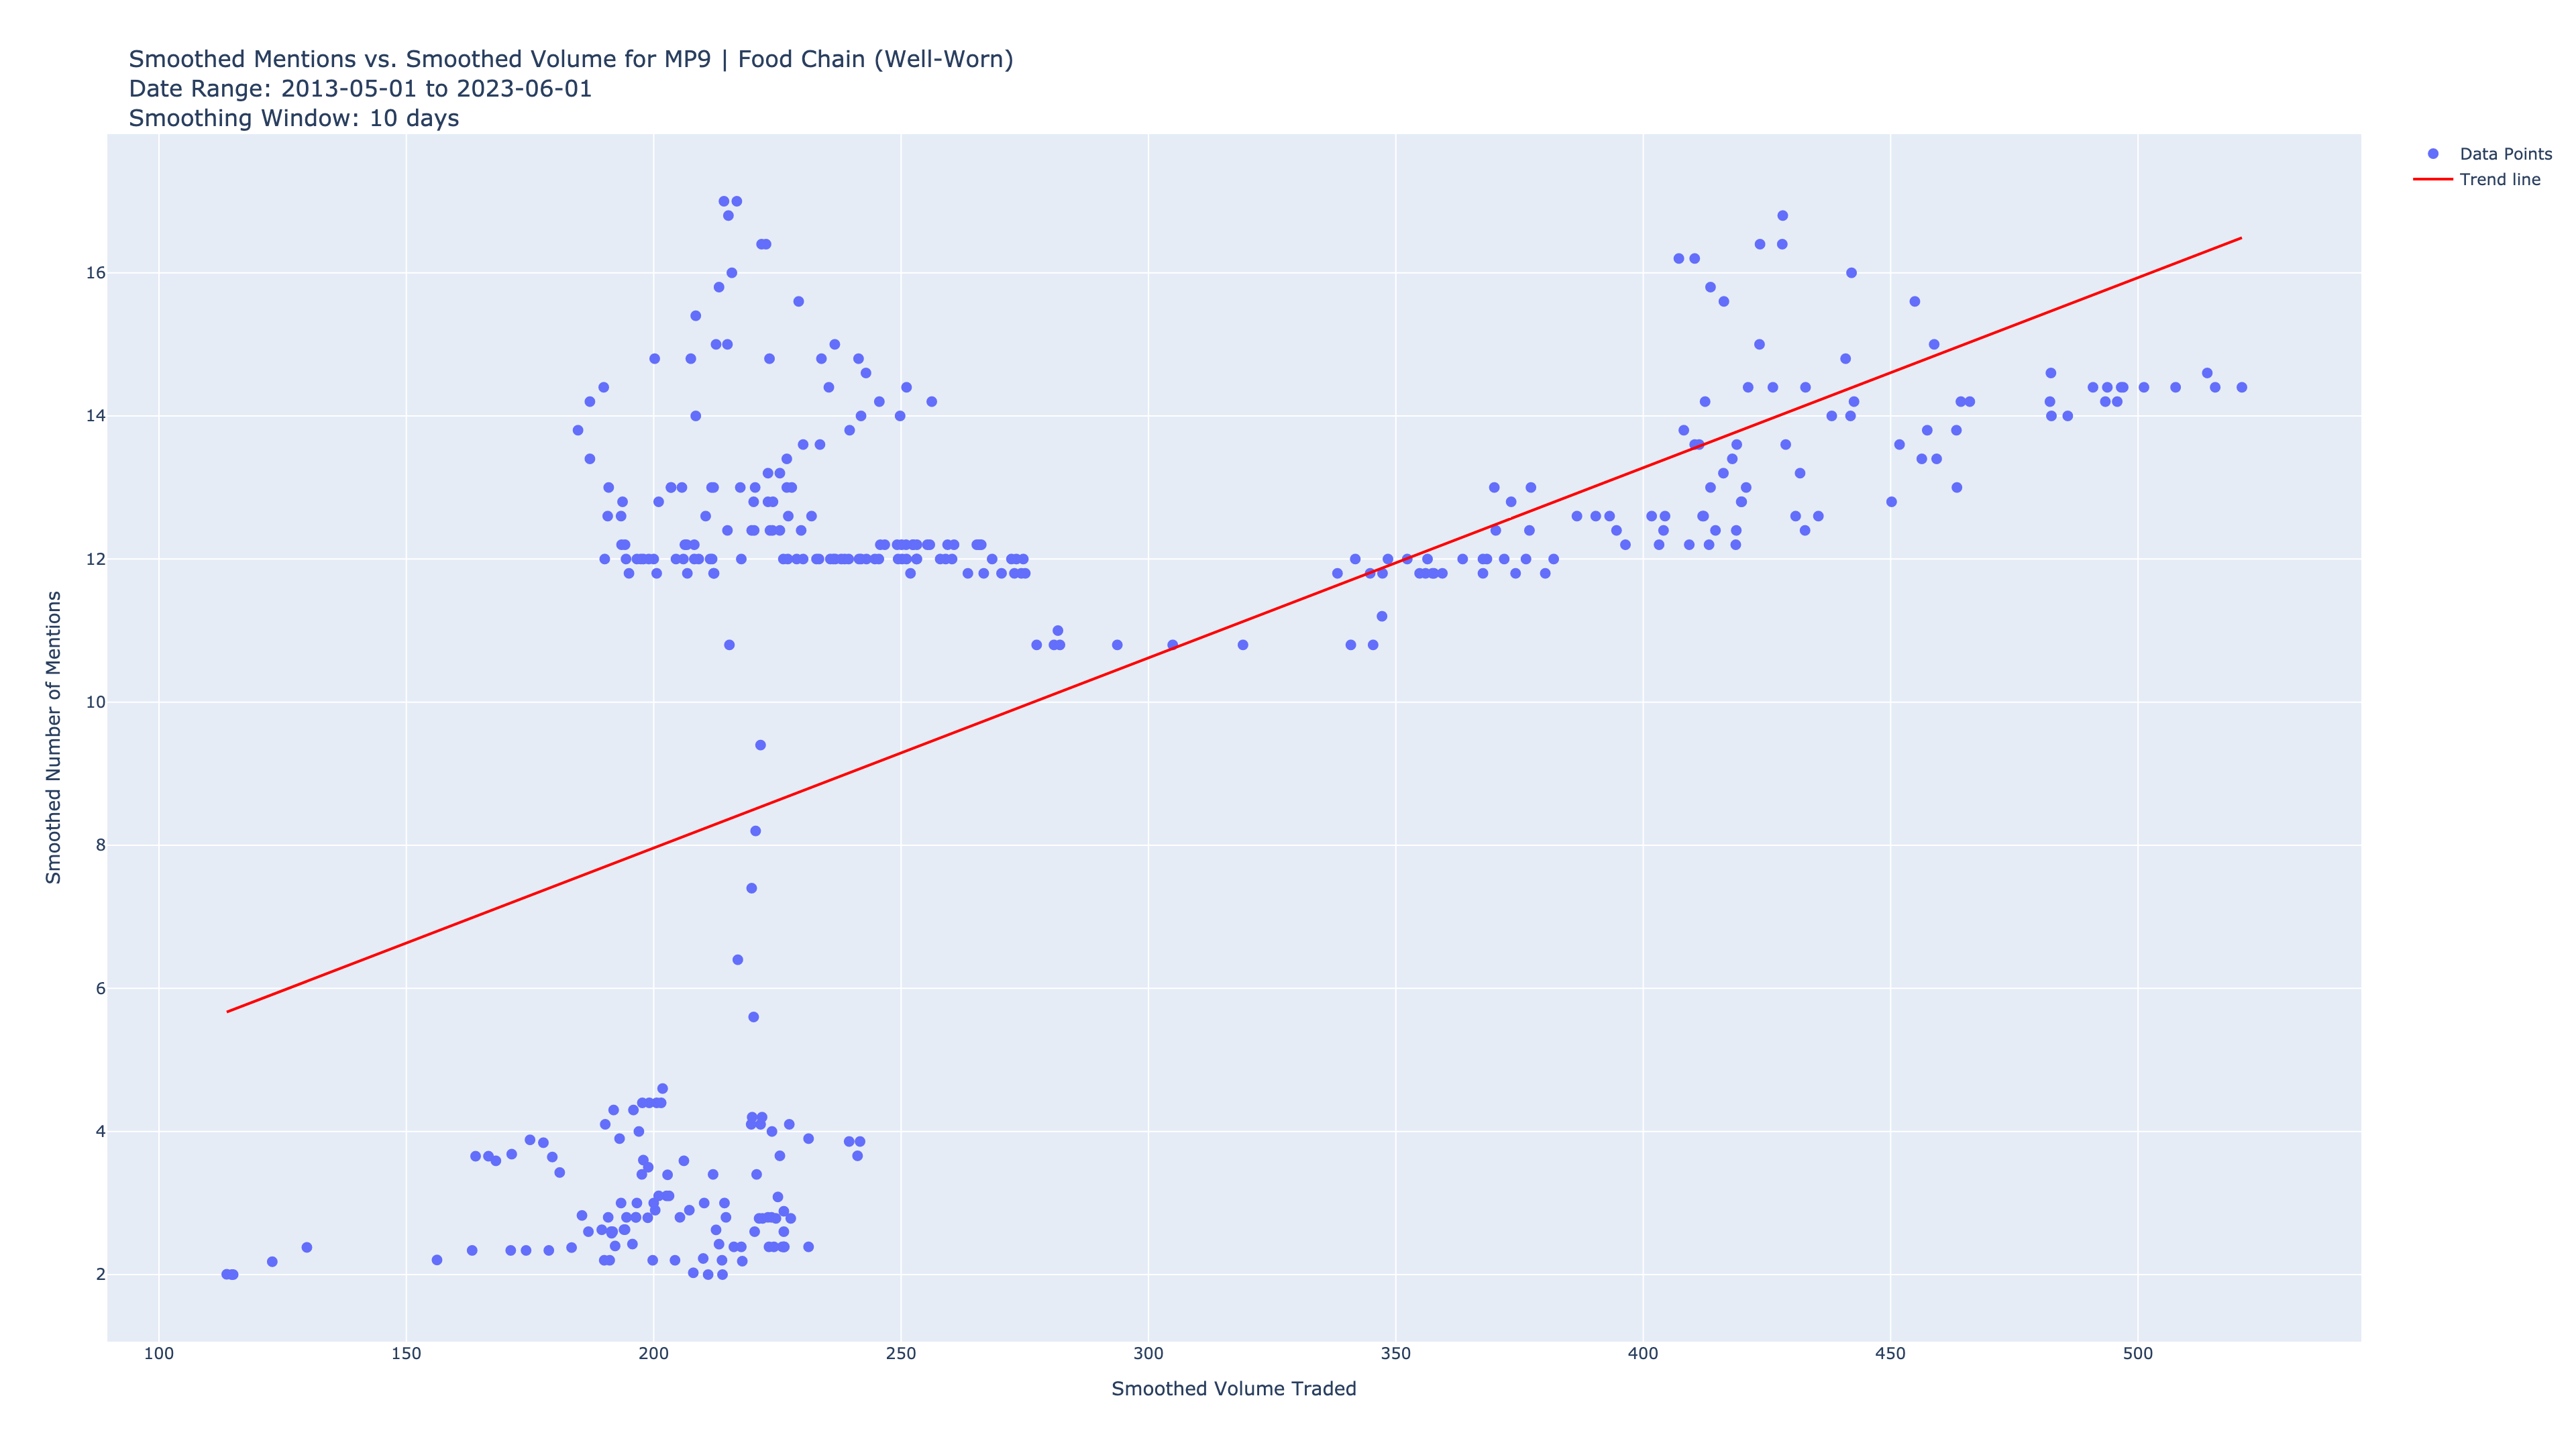 Smoothed Mentions vs. Smoothed Volume for MP9 | Food Chain (Well-Worn)
Date Range: 2013-05-01 to 2023-06-01
Smoothing Window: 10 days
Data Points
Trend line
Smoothed Number of Mentions
16
14
12
10
8
6
4
2
100 150 200 250 300 350 400 450 500
Smoothed Volume Traded